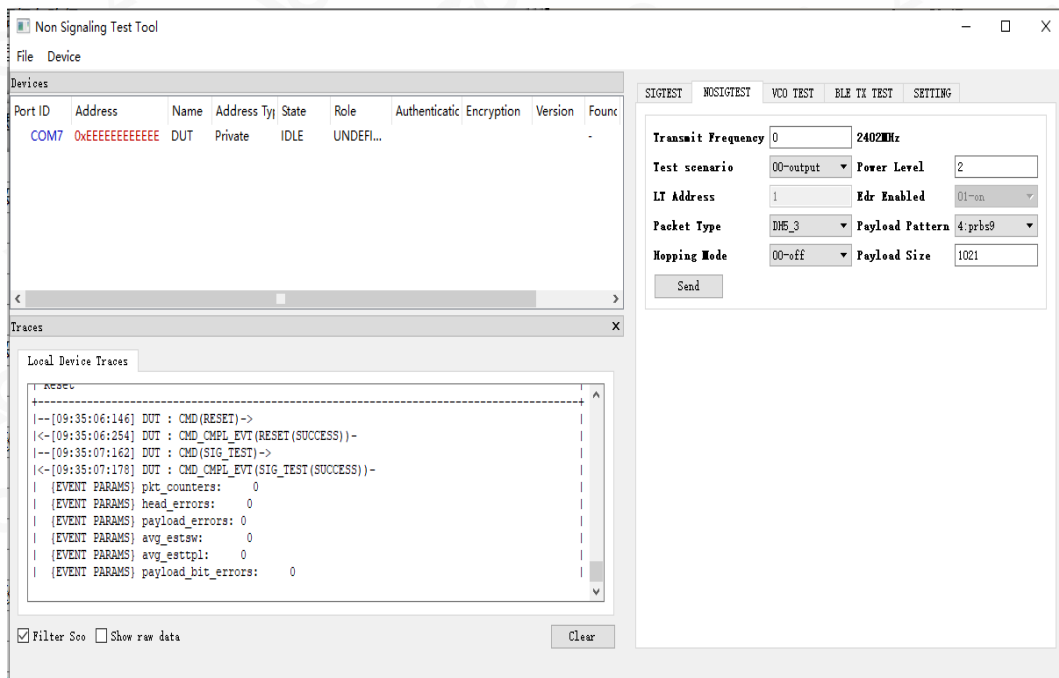 Non Signaling Test Tool
File Device
Devices
Port ID Address Name Address Typ State Role Authenticatic Encryption Version Found
COM7 0xEEEEEEEEEEEE DUT Private IDLE UNDEFI... -
Traces X
Local Device Traces
| Reset |
+------------------------------------------------------------------------------+
|--[09:35:06:146] DUT : CMD(RESET)-> |
|<-[09:35:06:254] DUT : CMD_CMPL_EVT(RESET(SUCCESS))- |
|--[09:35:07:162] DUT : CMD(SIG_TEST)-> |
|<-[09:35:07:178] DUT : CMD_CMPL_EVT(SIG_TEST(SUCCESS))- |
| {EVENT PARAMS} pkt_counters: 0 |
| {EVENT PARAMS} head_errors: 0 |
| {EVENT PARAMS} payload_errors: 0 |
| {EVENT PARAMS} avg_estsw: 0 |
| {EVENT PARAMS} avg_esttpl: 0 |
| {EVENT PARAMS} payload_bit_errors: 0 |
Filter Sco Show raw data Clear
SIGTEST NOSIGTEST VCO TEST BLE TX TEST SETTING
Transmit Frequency 0 2402MHz
Test scenario 00-output Power Level 2
LT Address 1 Edr Enabled 01-on
Packet Type DH5_3 Payload Pattern 4:prbs9
Hopping Mode 00-off Payload Size 1021
Send